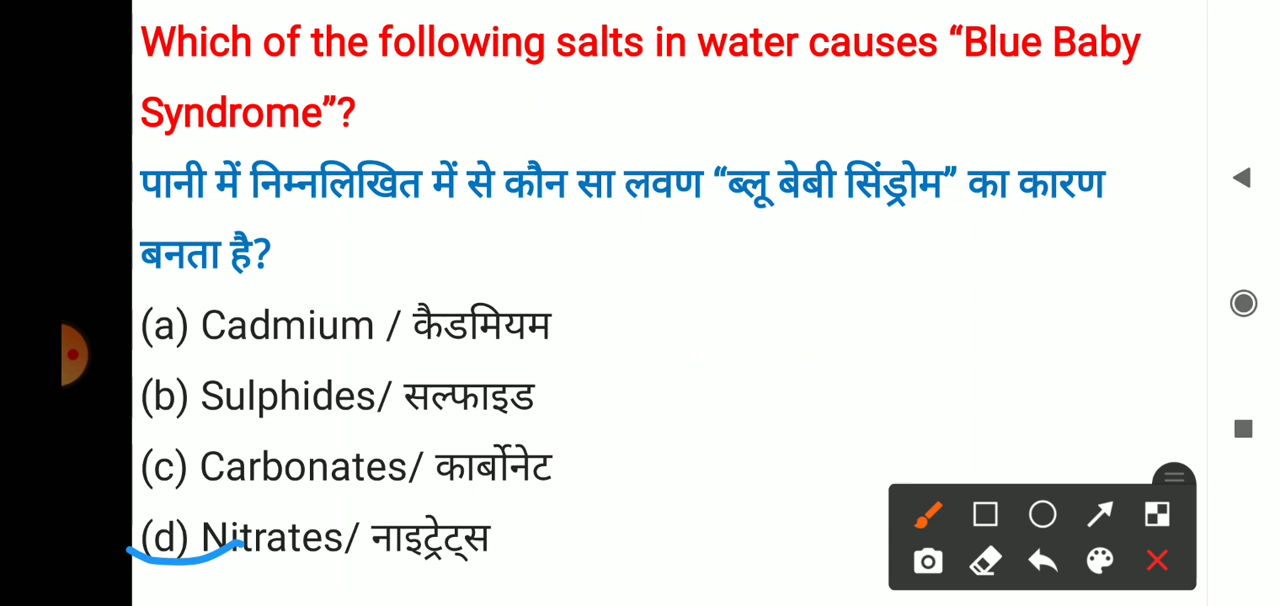 Which of the following salts in water causes “Blue Baby
Syndrome”?
पानी में निम्नलिखित में से कौन सा लवण “ब्लू बेबी सिंड्रोम” का कारण
बनता है?
(a) Cadmium / कैडमियम
(b) Sulphides/ सल्फाइड
(c) Carbonates/ कार्बोनेट
(d) Nitrates/ नाइट्रेट्स